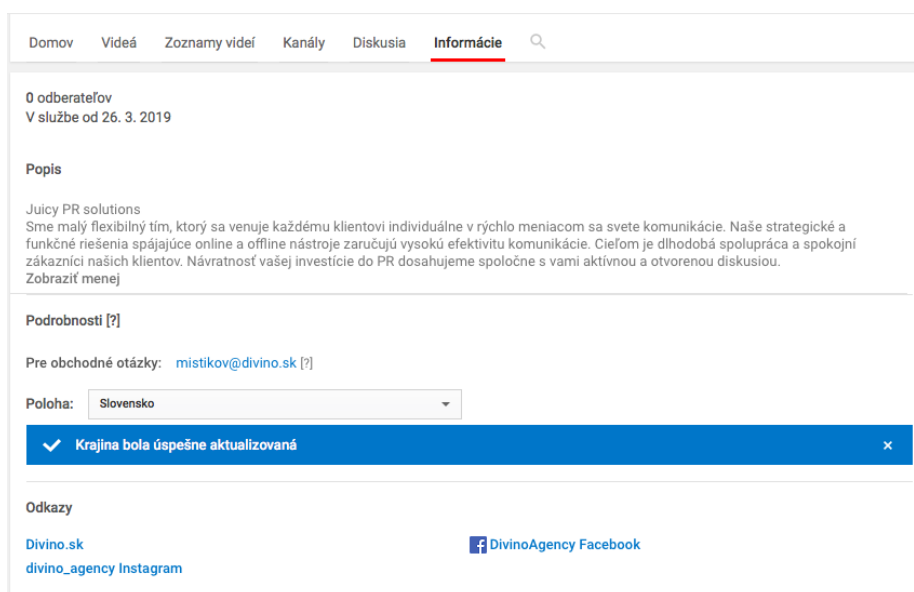 Domov Videá Zoznamy videí Kanály Diskusia Informácie
0 odberateľov
V službe od 26. 3. 2019
Popis
Juicy PR solutions
Sme malý flexibilný tím, ktorý sa venuje každému klientovi individuálne v rýchlo meniacom sa svete komunikácie. Naše strategické a
funkčné riešenia spájajúce online a offline nástroje zaručujú vysokú efektivitu komunikácie. Cieľom je dlhodobá spolupráca a spokojní
zákazníci našich klientov. Návratnosť vašej investície do PR dosahujeme spoločne s vami aktívnou a otvorenou diskusiou.
Zobraziť menej
Podrobnosti [?]
Pre obchodné otázky: mistikov@divino.sk [?]
Poloha: Slovensko
Krajina bola úspešne aktualizovaná
Odkazy
Divino.sk DivinoAgency Facebook
divino_agency Instagram